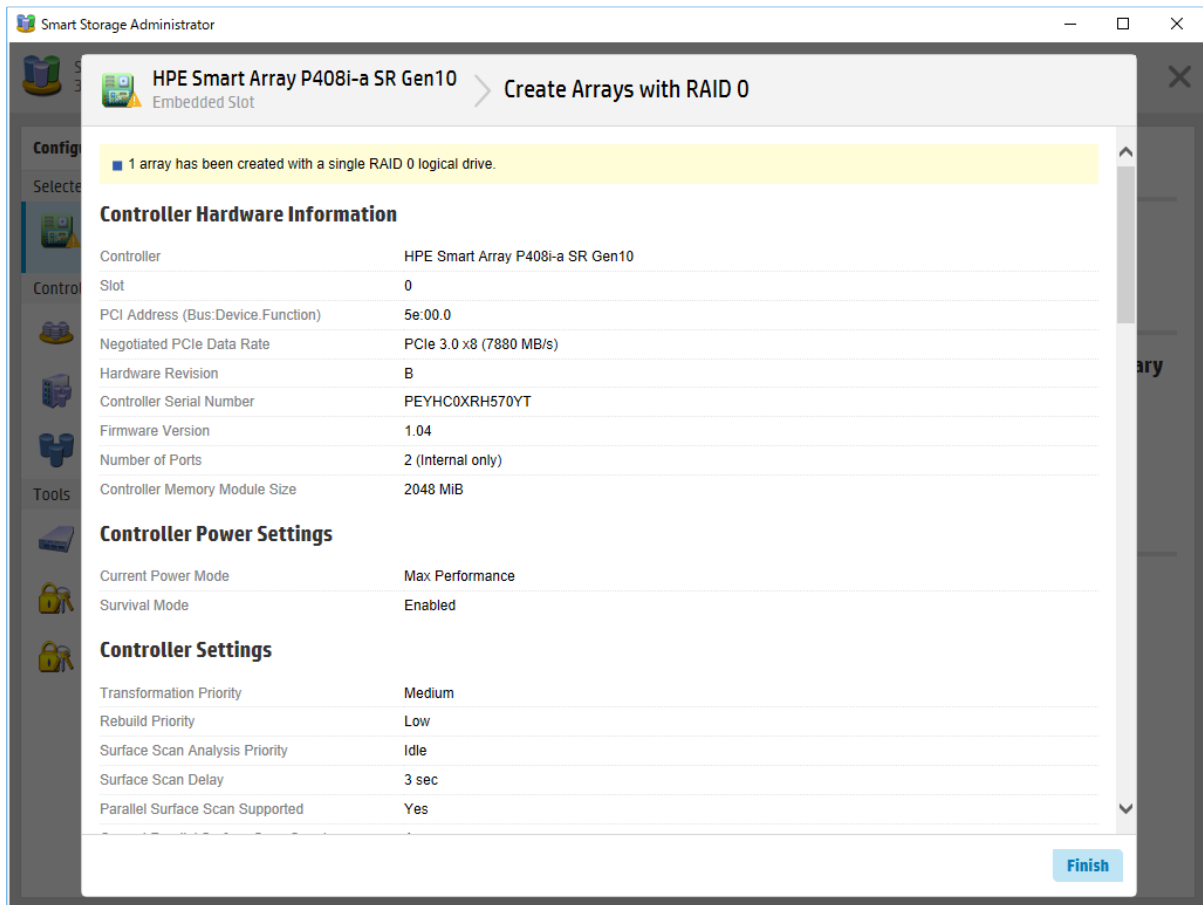 Smart Storage Administrator
S
3
HPE Smart Array P408i-a SR Gen10
Embedded Slot
Create Arrays with RAID 0
Config
Selecte
Control
Tools
ary
1 array has been created with a single RAID 0 logical drive.
Controller Hardware Information
Controller HPE Smart Array P408i-a SR Gen10
Slot 0
PCI Address (Bus:Device.Function) 5e:00.0
Negotiated PCIe Data Rate PCIe 3.0 x8 (7880 MB/s)
Hardware Revision B
Controller Serial Number PEYHC0XRH570YT
Firmware Version 1.04
Number of Ports 2 (Internal only)
Controller Memory Module Size 2048 MiB
Controller Power Settings
Current Power Mode Max Performance
Survival Mode Enabled
Controller Settings
Transformation Priority Medium
Rebuild Priority Low
Surface Scan Analysis Priority Idle
Surface Scan Delay 3 sec
Parallel Surface Scan Supported Yes
Finish